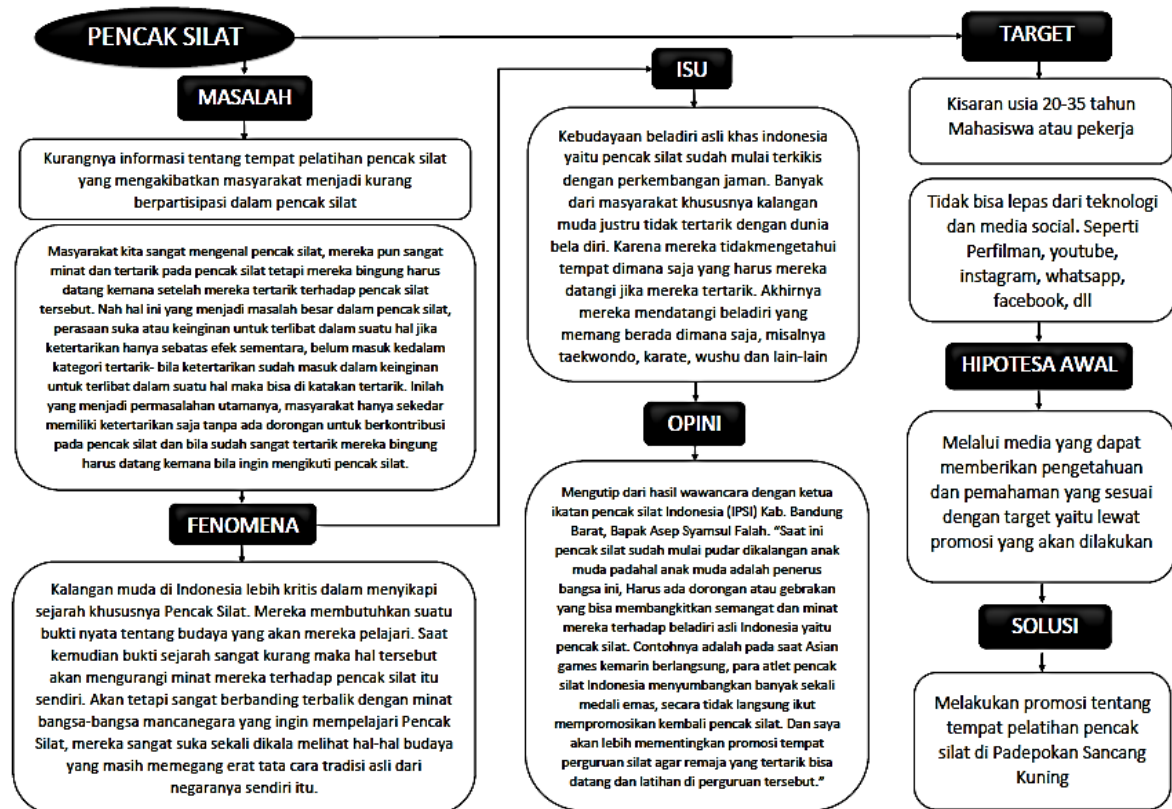 PENCAK SILAT
MASALAH
Kurangnya informasi tentang tempat pelatihan pencak silat
yang mengakibatkan masyarakat menjadi kurang
berpartisipasi dalam pencak silat
Masyarakat kita sangat mengenal pencak silat, mereka pun sangat
minat dan tertarik pada pencak silat tetapi mereka bingung harus
datang kemana setelah mereka tertarik terhadap pencak silat
tersebut. Nah hal ini yang menjadi masalah besar dalam pencak silat,
perasaan suka atau keinginan untuk terlibat dalam suatu hal jika
ketertarikan hanya sebatas efek sementara, belum masuk kedalam
kategori tertarik- bila ketertarikan sudah masuk dalam keinginan
untuk terlibat dalam suatu hal maka bisa di katakan tertarik. Inilah
yang menjadi permasalahan utamanya, masyarakat hanya sekedar
memiliki ketertarikan saja tanpa ada dorongan untuk berkontribusi
pada pencak silat dan bila sudah sangat tertarik mereka bingung
harus datang kemana bila ingin mengikuti pencak silat.
FENOMENA
Kalangan muda di Indonesia lebih kritis dalam menyikapi
sejarah khususnya Pencak Silat. Mereka membutuhkan suatu
bukti nyata tentang budaya yang akan mereka pelajari. Saat
kemudian bukti sejarah sangat kurang maka hal tersebut
akan mengurangi minat mereka terhadap pencak silat itu
sendiri. Akan tetapi sangat berbanding terbalik dengan minat
bangsa-bangsa mancanegara yang ingin mempelajari Pencak
Silat, mereka sangat suka sekali dikala melihat hal-hal budaya
yang masih memegang erat tata cara tradisi asli dari
negaranya sendiri itu.
ISU
Kebudayaan beladiri asli khas indonesia
yaitu pencak silat sudah mulai terkikis
dengan perkembangan jaman. Banyak
dari masyarakat khususnya kalangan
muda justru tidak tertarik dengan dunia
bela diri. Karena mereka tidakmengetahui
tempat dimana saja yang harus mereka
datangi jika mereka tertarik. Akhirnya
mereka mendatangi beladiri yang
memang berada dimana saja, misalnya
taekwondo, karate, wushu dan lain-lain
OPINI
Mengutip dari hasil wawancara dengan ketua
ikatan pencak silat Indonesia (IPSI) Kab. Bandung
Barat, Bapak Asep Syamsul Falah. “Saat ini
pencak silat sudah mulai pudar dikalangan anak
muda padahal anak muda adalah penerus
bangsa ini, Harus ada dorongan atau gebrakan
yang bisa membangkitkan semangat dan minat
mereka terhadap beladiri asli Indonesia yaitu
pencak silat. Contohnya adalah pada saat Asian
games kemarin berlangsung, para atlet pencak
silat Indonesia menyumbangkan banyak sekali
medali emas, secara tidak langsung ikut
mempromosikan kembali pencak silat. Dan saya
akan lebih mementingkan promosi tempat
perguruan silat agar remaja yang tertarik bisa
datang dan latihan di perguruan tersebut.”
TARGET
Kisaran usia 20-35 tahun
Mahasiswa atau pekerja
Tidak bisa lepas dari teknologi
dan media social. Seperti
Perfilman, youtube,
instagram, whatsapp,
facebook, dll
HIPOTESA AWAL
Melalui media yang dapat
memberikan pengetahuan
dan pemahaman yang sesuai
dengan target yaitu lewat
promosi yang akan dilakukan
SOLUSI
Melakukan promosi tentang
tempat pelatihan pencak
silat di Padepokan Sancang
Kuning